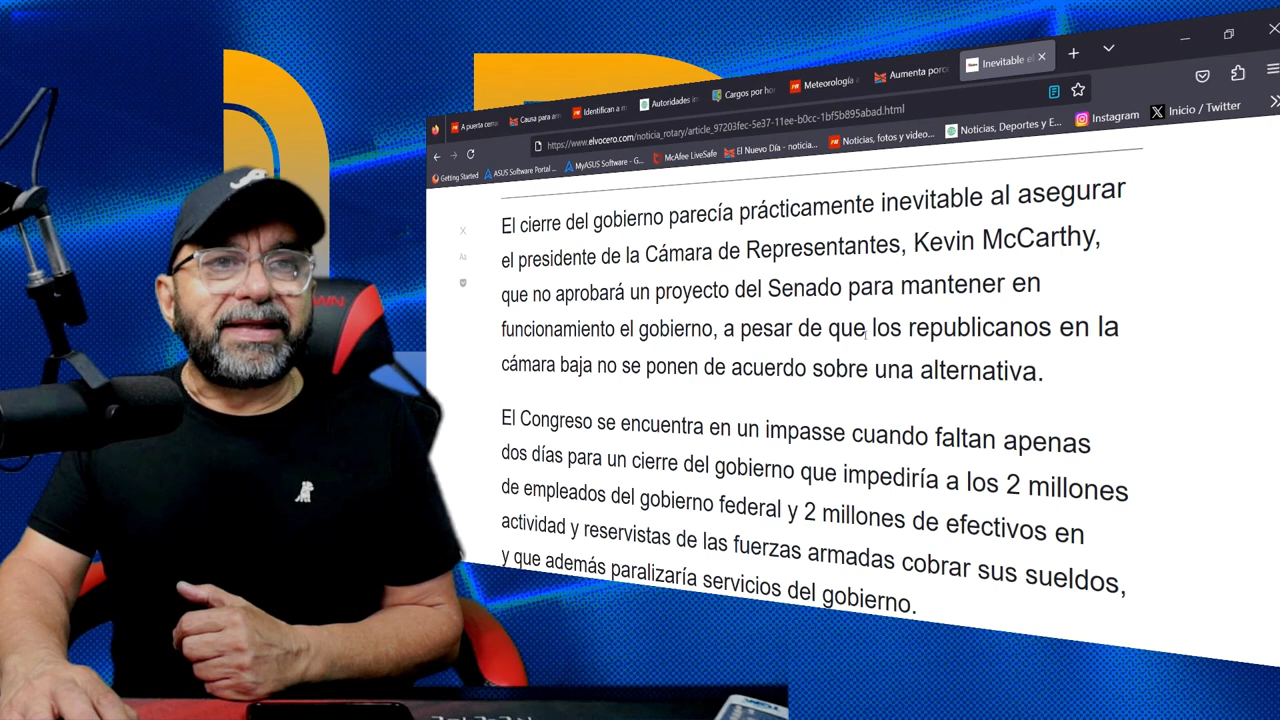 A puerta cerra
Causa para arr
Identifican a m
Autoridades in
Cargos por ho
Meteorología a
Aumenta porc
Inevitable el
https://www.elvocero.com/noticia_rotary/article_97203fec-5e37-11ee-b0cc-1bf5b895abad.html
Getting Started
ASUS Software Portal ...
MyASUS Software - G...
McAfee LiveSafe
El Nuevo Día - noticia...
Noticias, fotos y video...
Noticias, Deportes y E...
Instagram
Inicio / Twitter
El cierre del gobierno parecía prácticamente inevitable al asegurar
el presidente de la Cámara de Representantes, Kevin McCarthy,
que no aprobará un proyecto del Senado para mantener en
funcionamiento el gobierno, a pesar de que los republicanos en la
cámara baja no se ponen de acuerdo sobre una alternativa.
El Congreso se encuentra en un impasse cuando faltan apenas
dos días para un cierre del gobierno que impediría a los 2 millones
de empleados del gobierno federal y 2 millones de efectivos en
actividad y reservistas de las fuerzas armadas cobrar sus sueldos,
y que además paralizaría servicios del gobierno.